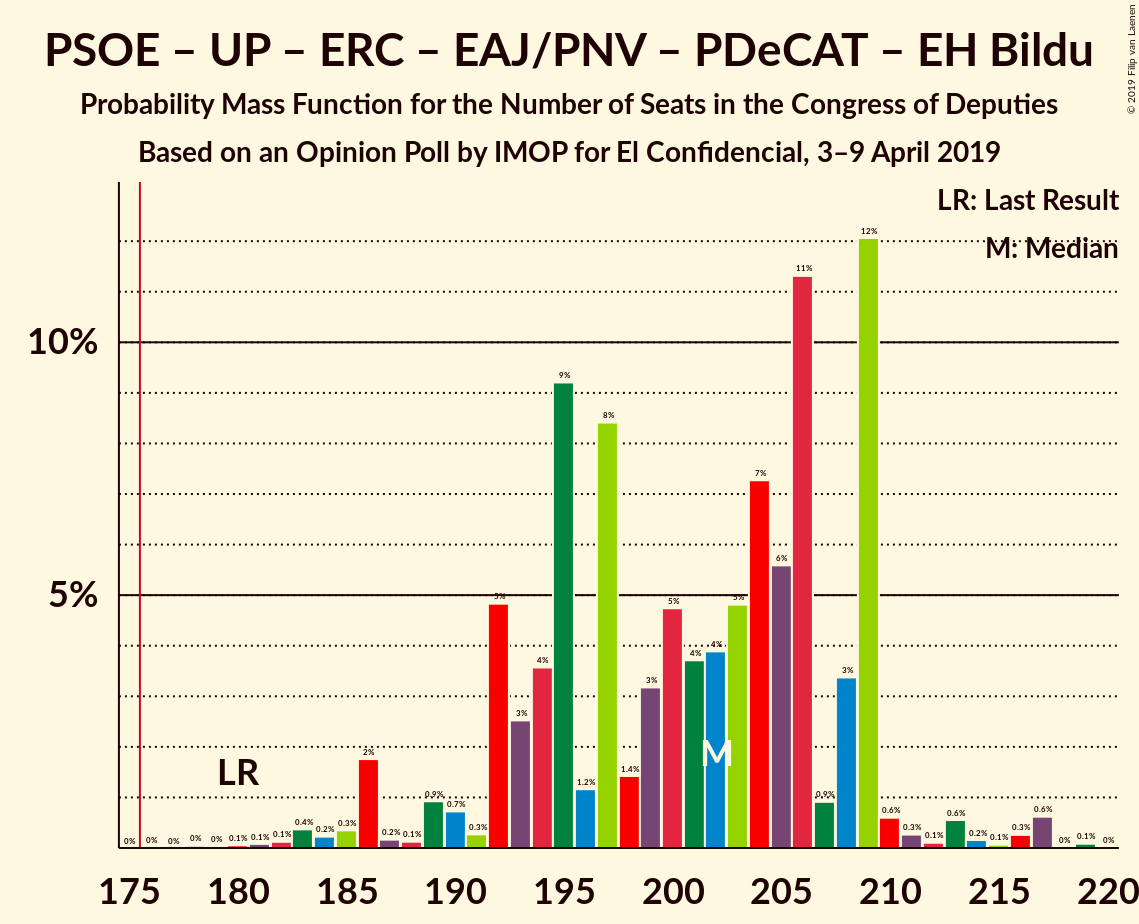 PSOE – UP – ERC – EAJ/PNV – PDeCAT – EH Bildu
Probability Mass Function for the Number of Seats in the Congress of Deputies
Based on an Opinion Poll by IMOP for El Confidencial, 3–9 April 2019
© 2019 Filip van Laenen
LR: Last Result
M: Median
10%
5%
LR
M
0% 0% 0% 0% 0% 0.1% 0.1% 0.1% 0.4% 0.2% 0.3% 2% 0.2% 0.1% 0.9% 0.7% 0.3% 5% 3% 4% 9% 1.2% 8% 1.4% 3% 5% 4% 4% 5% 7% 6% 11% 0.9% 3% 12% 0.6% 0.3% 0.1% 0.6% 0.2% 0.1% 0.3% 0.6% 0% 0.1% 0%
175 180 185 190 195 200 205 210 215 220